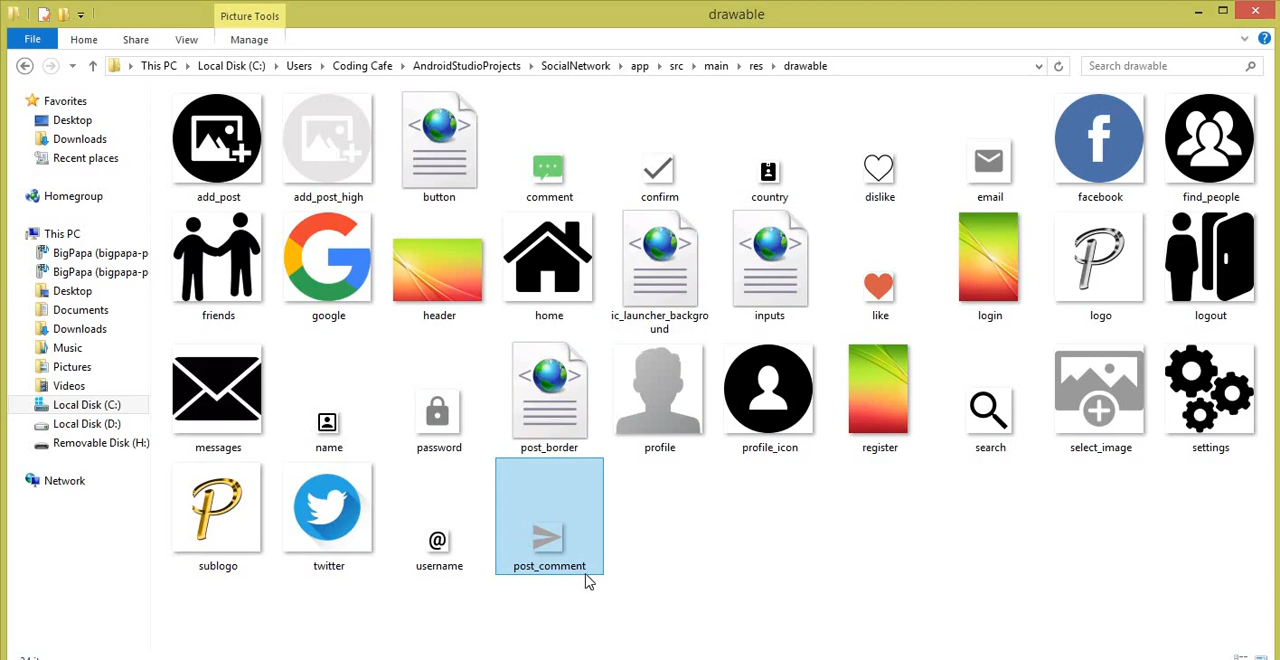 Picture Tools
drawable
File Home Share View Manage
This PC Local Disk (C:) Users Coding Cafe AndroidStudioProjects SocialNetwork app src main res drawable
Search drawable
Favorites
Desktop
Downloads
Recent places
Homegroup
This PC
BigPapa (bigpapa-p
BigPapa (bigpapa-p
Desktop
Documents
Downloads
Music
Pictures
Videos
Local Disk (C:)
Local Disk (D:)
Removable Disk (H:)
Network
add_post add_post_high button comment confirm country dislike email facebook find_people
friends google header home ic_launcher_backgro
und inputs like login logo logout
messages name password post_border profile profile_icon register search select_image settings
sublogo twitter username post_comment